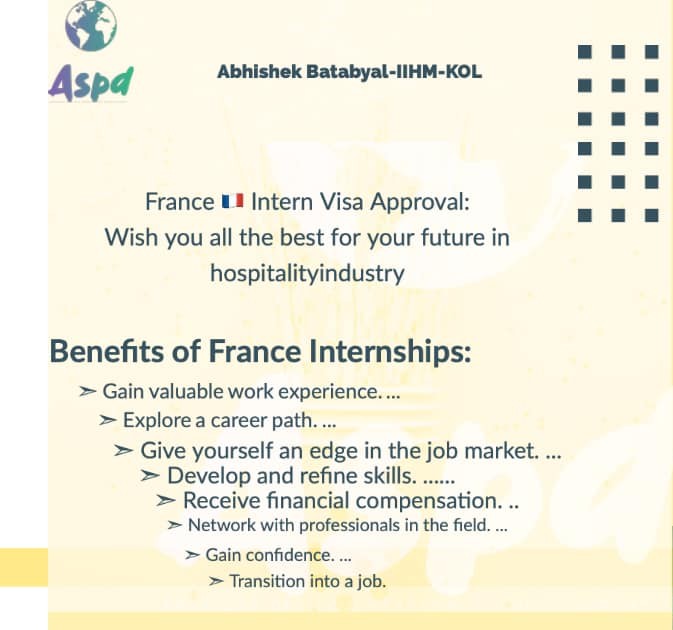 Aspd
Abhishek Batabyal-IIHM-KOL
France 🇫🇷 Intern Visa Approval:
Wish you all the best for your future in
hospitalityindustry
Benefits of France Internships:
➣ Gain valuable work experience. ...
➣ Explore a career path. ...
➣ Give yourself an edge in the job market. ...
➣ Develop and refine skills. ......
➣ Receive financial compensation. ..
➣ Network with professionals in the field. ...
➣ Gain confidence. ...
➣ Transition into a job.